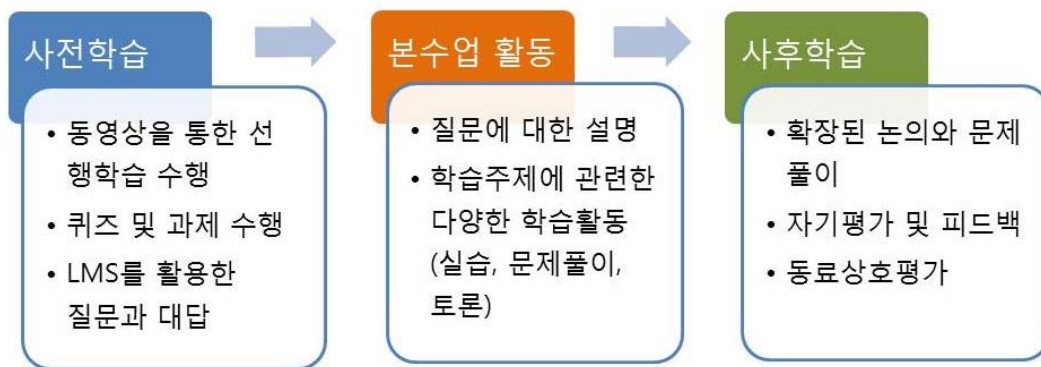 사전학습
• 동영상을 통한 선
행학습 수행
• 퀴즈 및 과제 수행
• LMS를 활용한
질문과 대답
본수업 활동
• 질문에 대한 설명
• 학습주제에 관련한
다양한 학습활동
(실습, 문제풀이,
토론)
사후학습
• 확장된 논의와 문제
풀이
• 자기평가 및 피드백
• 동료상호평가